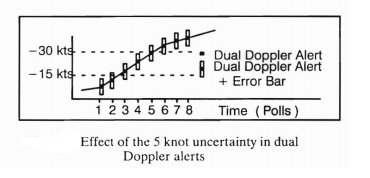 −30 kts
−15 kts
Dual Doppler Alert
Dual Doppler Alert
+ Error Bar
1 2 3 4 5 6 7 8 Time ( Polls )
Effect of the 5 knot uncertainty in dual
Doppler alerts